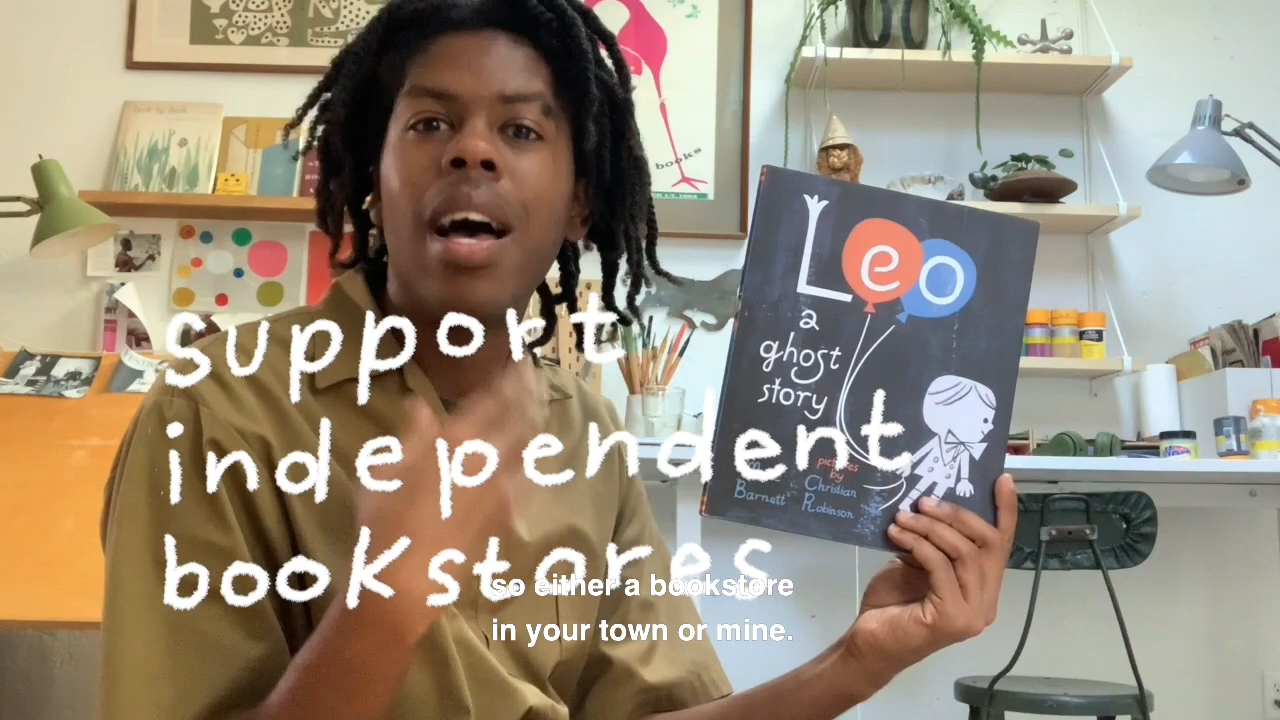 support
independent
bookstores
so either a bookstore
in your town or mine.
Leo
a
ghost
story
Barnett
pictures
by
Christian
Robinson
books